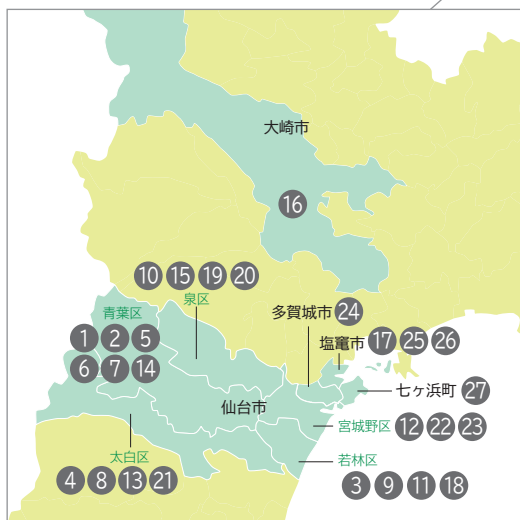 大崎市
16
10 15 19 20
泉区
青葉区
1 2 5
6 7 14
多賀城市 24
塩竈市 17 25 26
七ヶ浜町 27
仙台市
宮城野区 12 22 23
太白区
4 8 13 21
若林区
3 9 11 18